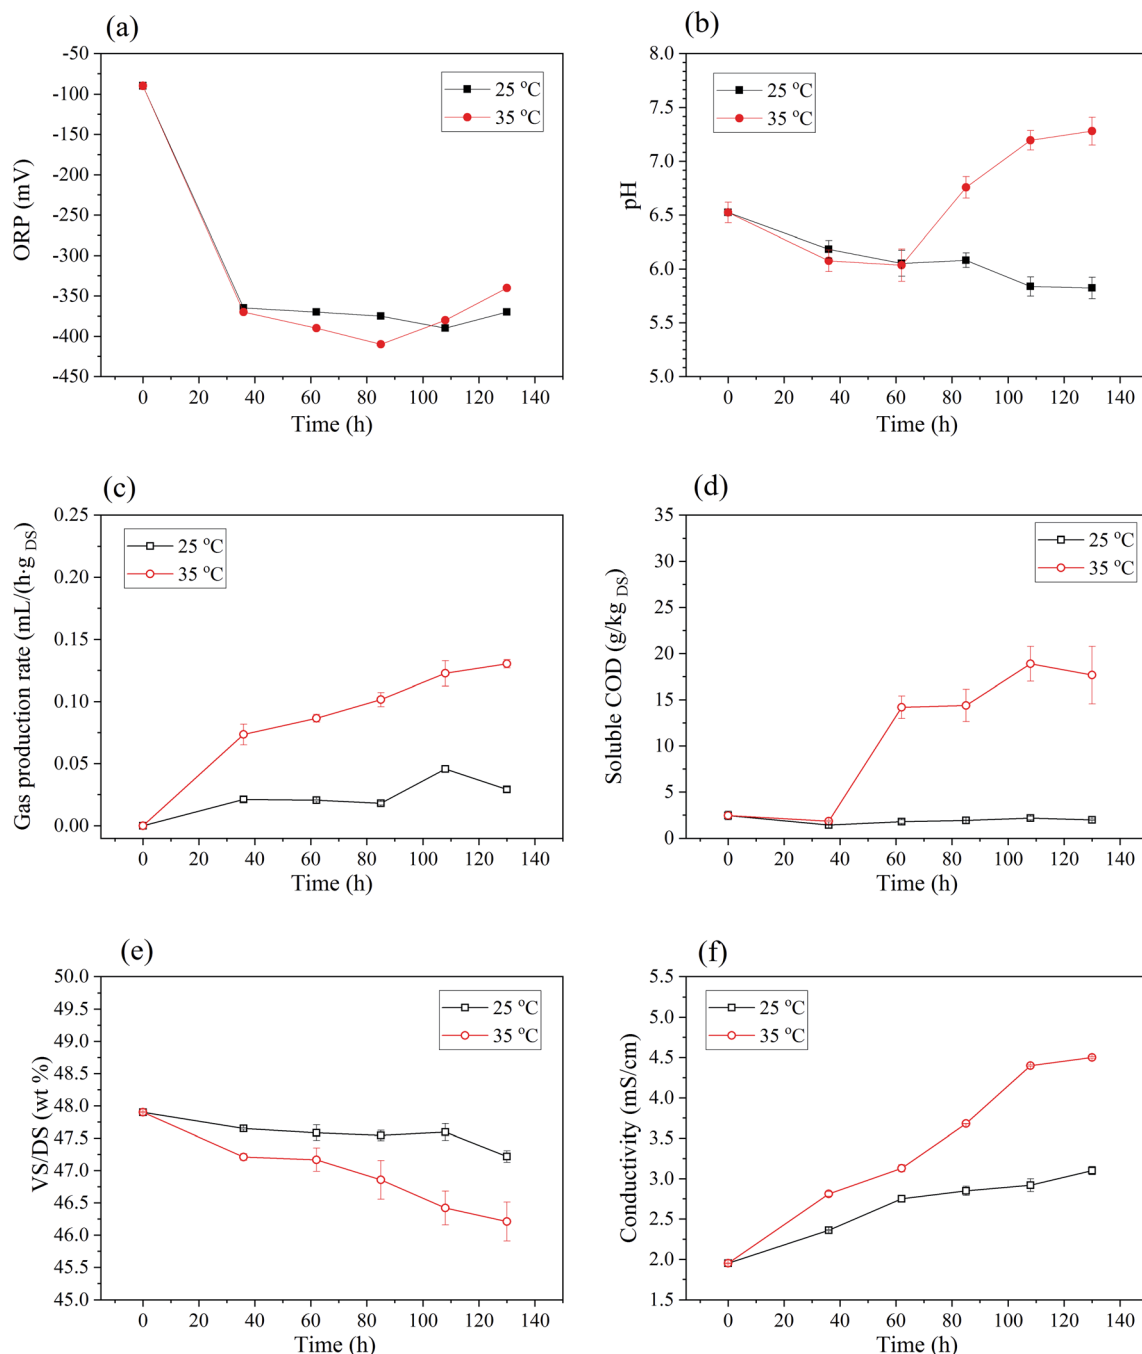 (a)
-50
-100
-150
-200
-250
-300
-350
-400
-450
ORP (mV)
25 °C
35 °C
0 20 40 60 80 100 120 140
Time (h)
(b)
8.0
7.5
7.0
6.5
6.0
5.5
5.0
pH
25 °C
35 °C
0 20 40 60 80 100 120 140
Time (h)
(c)
0.25
0.20
0.15
0.10
0.05
0.00
Gas production rate (mL/(h·g DS)
25 °C
35 °C
0 20 40 60 80 100 120 140
Time (h)
(d)
35
30
25
20
15
10
5
0
Soluble COD (g/kg DS)
25 °C
35 °C
0 20 40 60 80 100 120 140
Time (h)
(e)
50.0
49.5
49.0
48.5
48.0
47.5
47.0
46.5
46.0
45.5
45.0
VS/DS (wt %)
25 °C
35 °C
0 20 40 60 80 100 120 140
Time (h)
(f)
5.5
5.0
4.5
4.0
3.5
3.0
2.5
2.0
1.5
Conductivity (mS/cm)
25 °C
35 °C
0 20 40 60 80 100 120 140
Time (h)